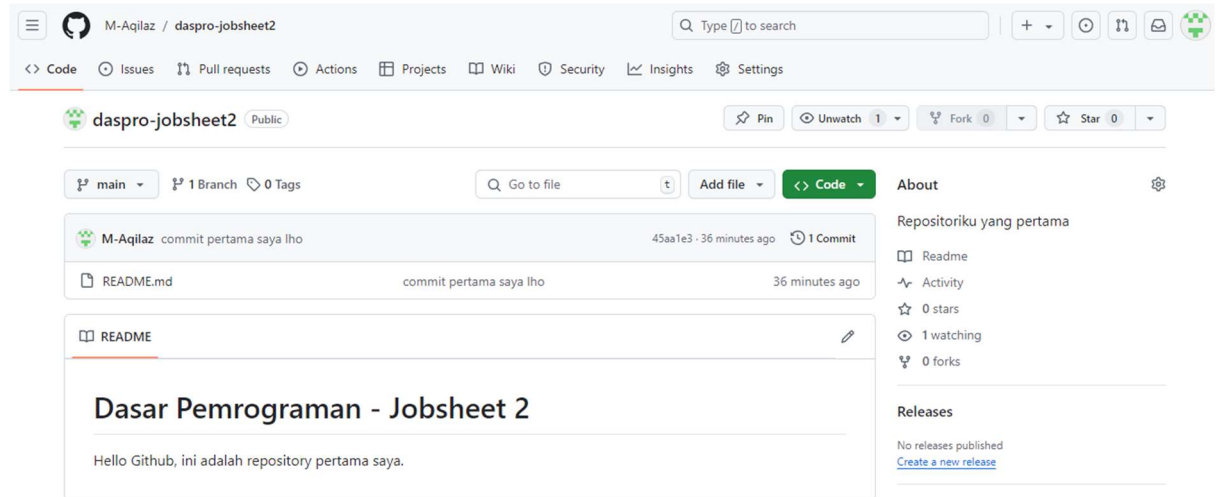 M-Aqilaz / daspro-jobsheet2
Type / to search
Code Issues Pull requests Actions Projects Wiki Security Insights Settings
daspro-jobsheet2 Public
Pin Unwatch 1 Fork 0 Star 0
main 1 Branch 0 Tags
Go to file t Add file Code
M-Aqilaz commit pertama saya lho 45aa1e3 · 36 minutes ago 1 Commit
README.md commit pertama saya lho 36 minutes ago
README
Dasar Pemrograman - Jobsheet 2
Hello Github, ini adalah repository pertama saya.
About
Repositoriku yang pertama
Readme
Activity
0 stars
1 watching
0 forks
Releases
No releases published
Create a new release